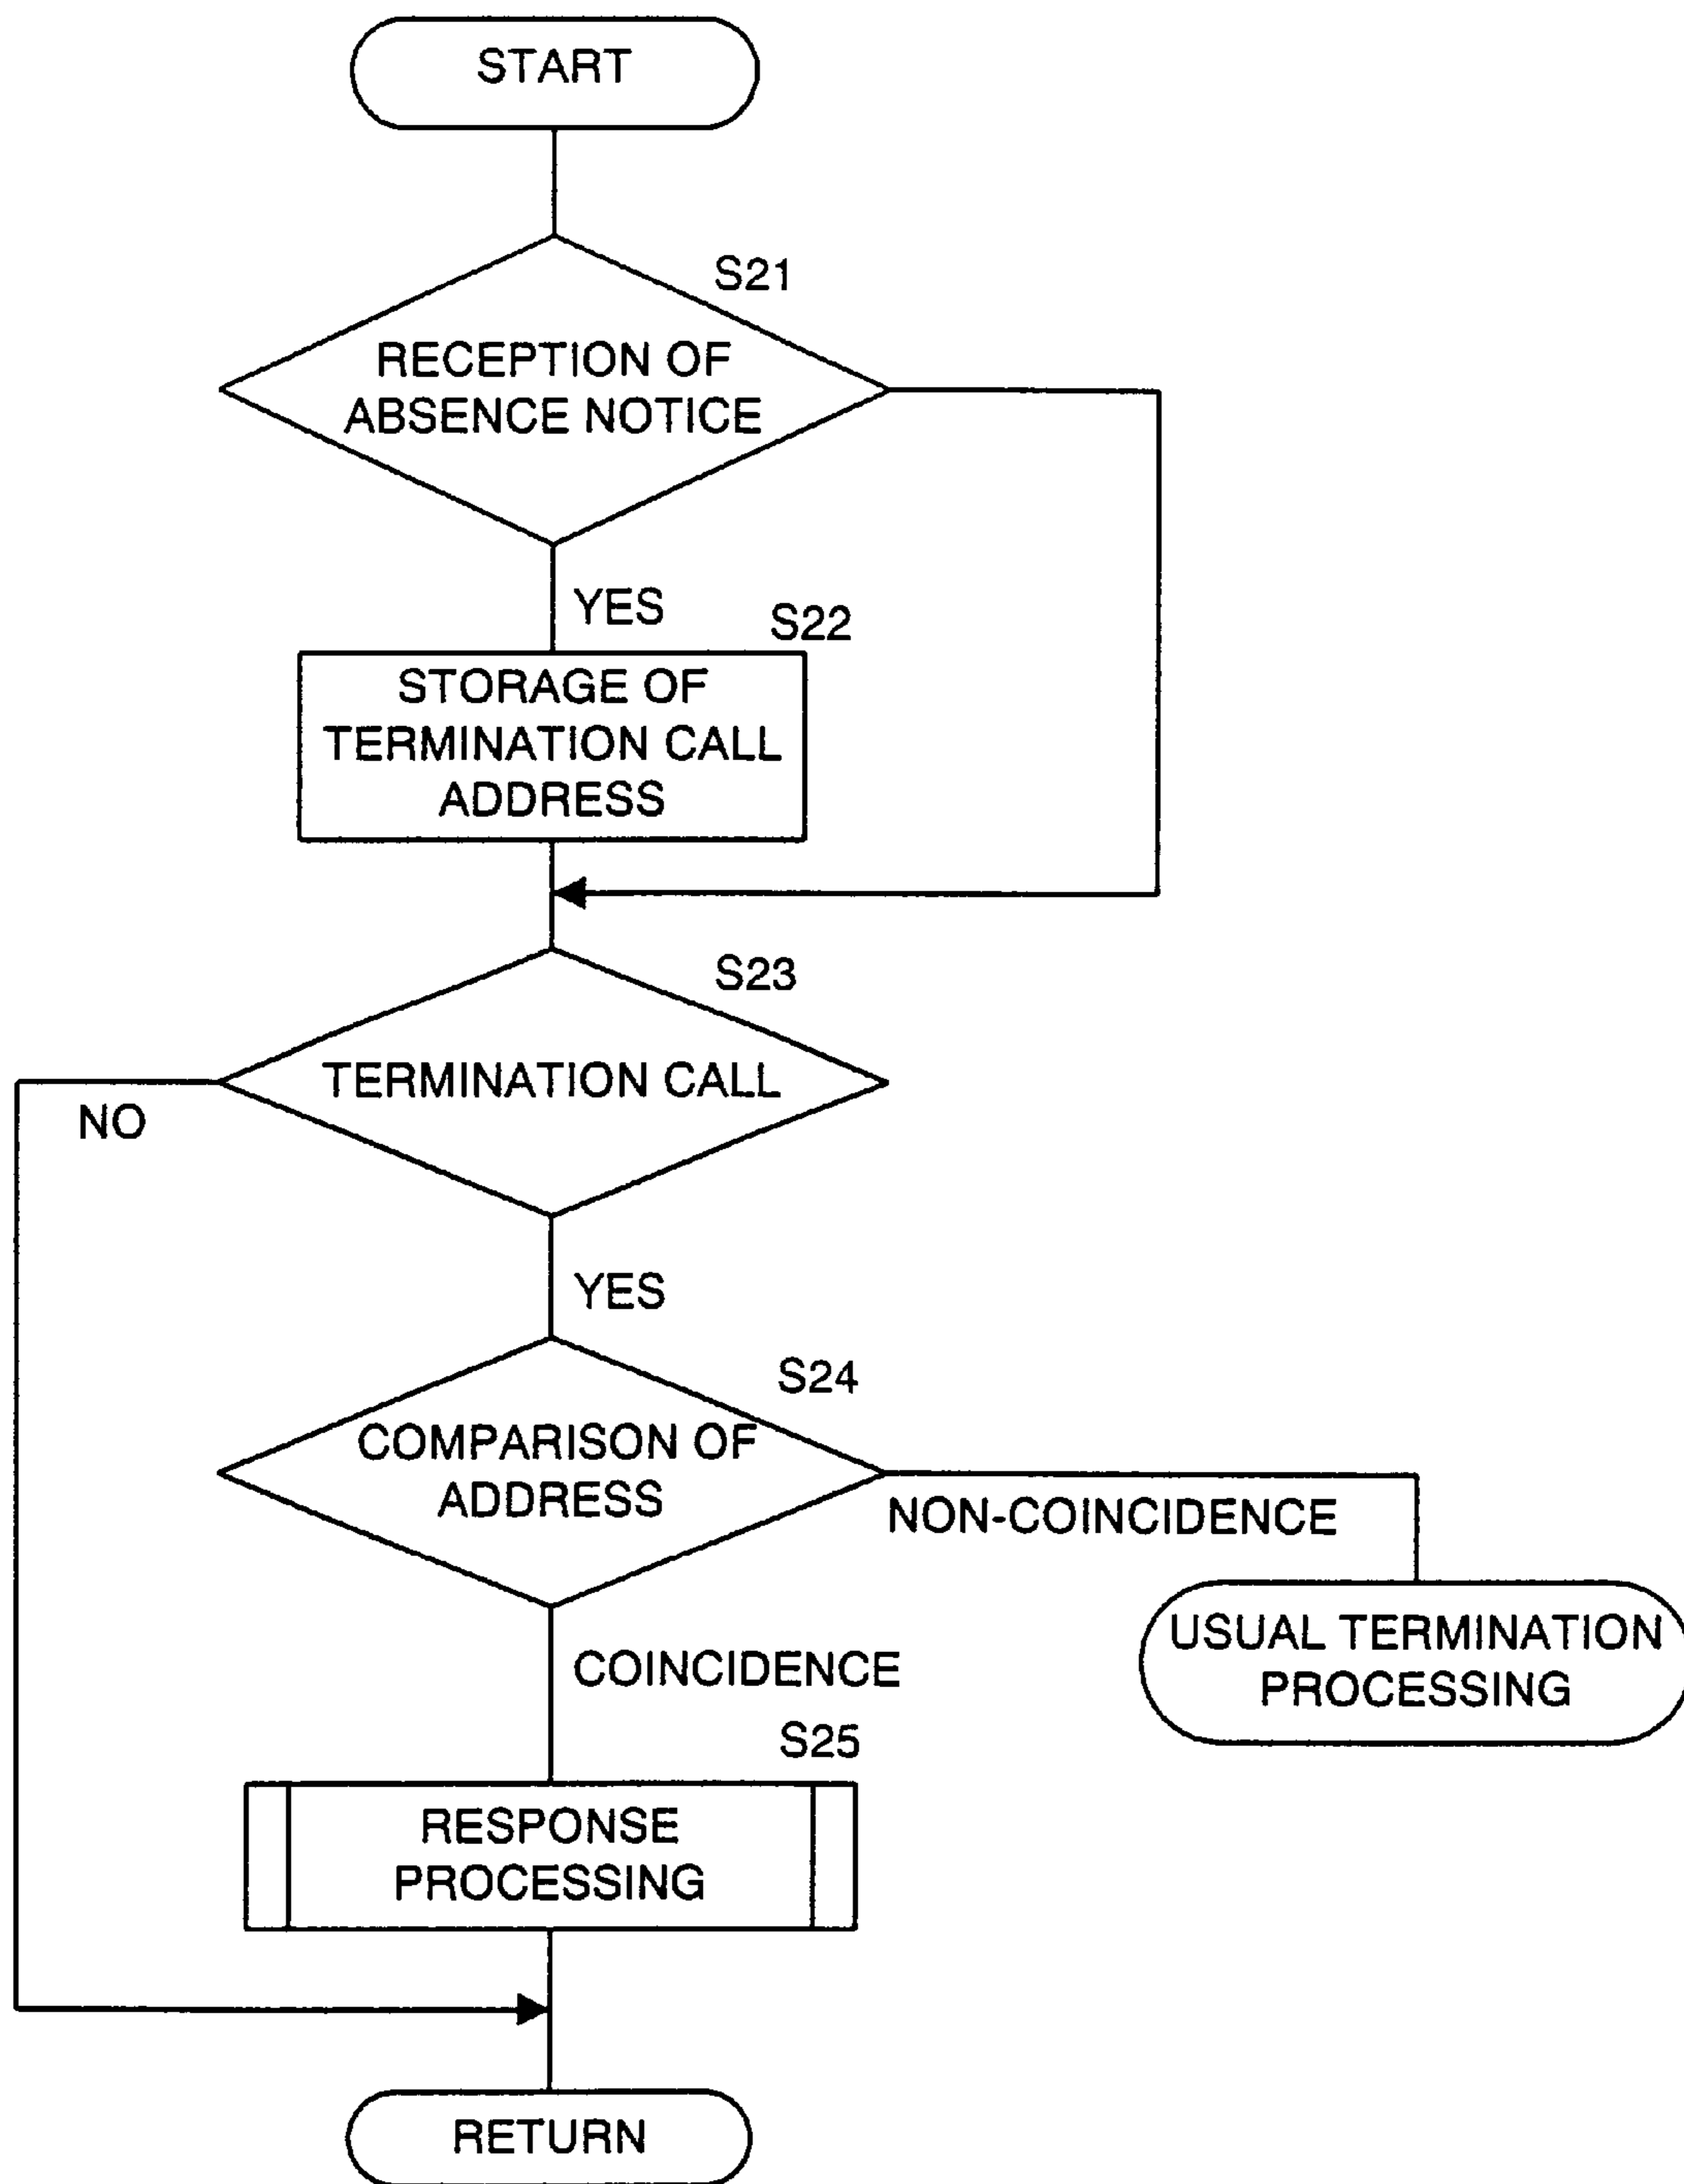 START
S21
RECEPTION OF
ABSENCE NOTICE
YES
S22
STORAGE OF
TERMINATION CALL
ADDRESS
S23
TERMINATION CALL
NO
YES
S24
COMPARISON OF
ADDRESS
NON-COINCIDENCE
COINCIDENCE
USUAL TERMINATION
PROCESSING
S25
RESPONSE
PROCESSING
RETURN